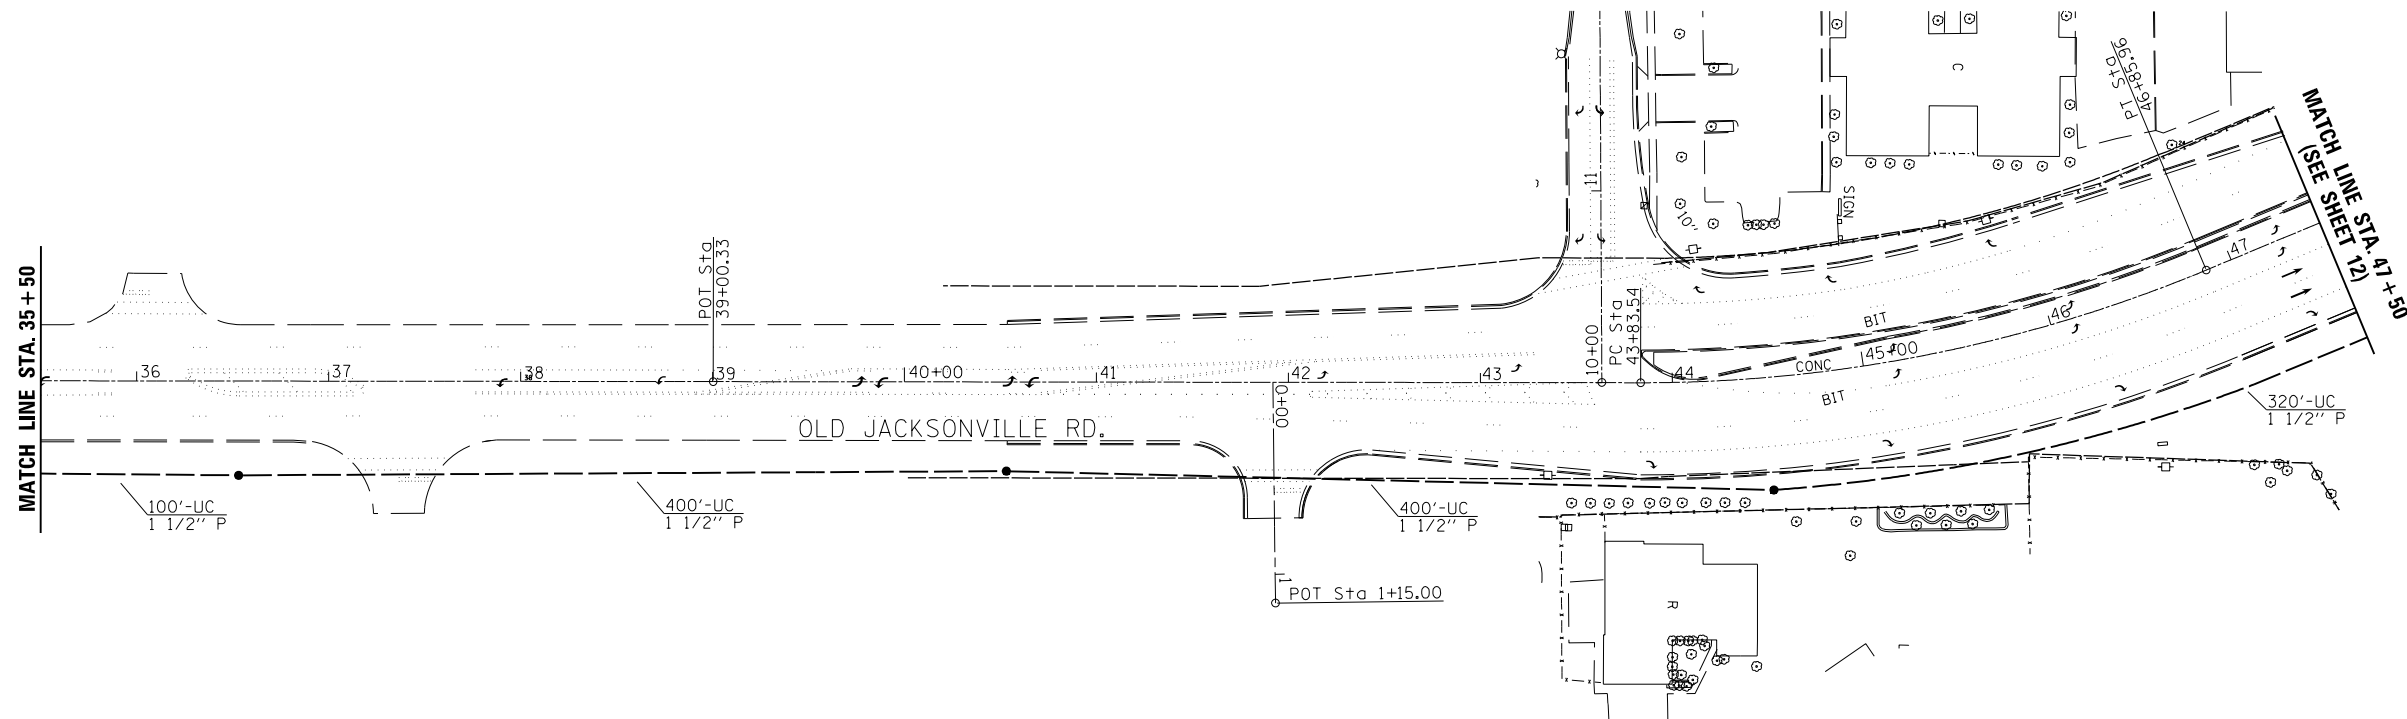 MATCH LINE STA. 35+50
36
37
38
POT Sta
39+00.33
39
40+00
41
42
43
44
45+00
46
47
OLD JACKSONVILLE RD.
0+00
10+00
11
PC Sta
43+83.54
PT Sta
46+85.96
BIT
CONC
BIT
SIGN
10"
C
MATCH LINE STA. 47+50
(SEE SHEET 12)
100'-UC
1 1/2" P
400'-UC
1 1/2" P
400'-UC
1 1/2" P
320'-UC
1 1/2" P
1
POT Sta 1+15.00
R
L